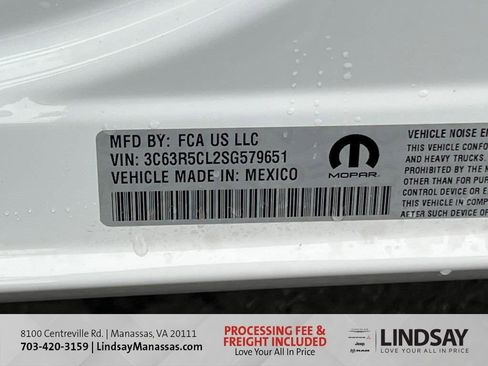 MFD BY: FCA US LLC
VIN: 3C63R5CL2SG579651
VEHICLE MADE IN: MEXICO
MOPAR
VEHICLE NOISE
THIS VEHICLE CONFOR
AND HEAVY TRUCKS.
PROHIBITED BY THE
OTHER THAN FOR PUR
CONTROL DEVICE OR
THIS VEHICLE IN COMP
AFTER SUCH DEVICE OF
8100 Centreville Rd. | Manassas, VA 20111
703-420-3159 | LindsayManassas.com
PROCESSING FEE &
FREIGHT INCLUDED
Love Your All In Price
LINDSAY
LOVE YOUR ALL IN PRICE